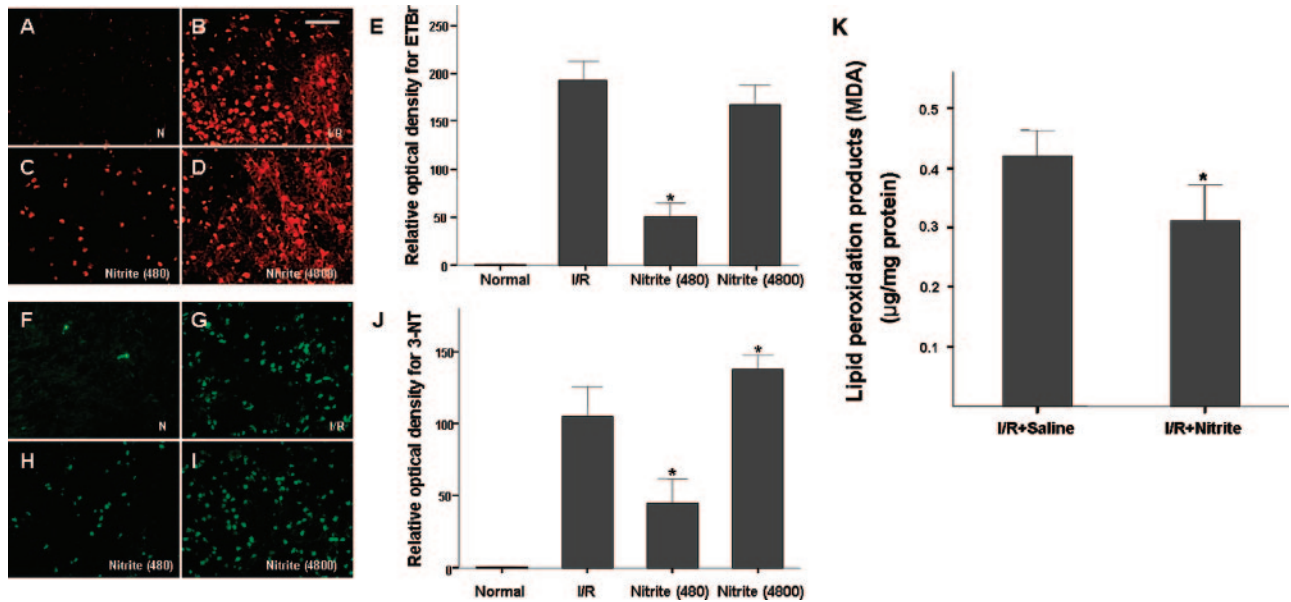 A
N
B
I/R
C
Nitrite (480)
D
Nitrite (4800)
E
Relative optical density for ETBr
250
200
150
100
50
0
Normal I/R Nitrite (480) Nitrite (4800)
*
F
N
G
I/R
H
Nitrite (480)
I
Nitrite (4800)
J
Relative optical density for 3-NT
150
100
50
0
Normal I/R Nitrite (480) Nitrite (4800)
*
*
K
Lipid peroxidation products (MDA)
(µg/mg protein)
0.5
0.4
0.3
0.2
0.1
I/R+Saline I/R+Nitrite
*